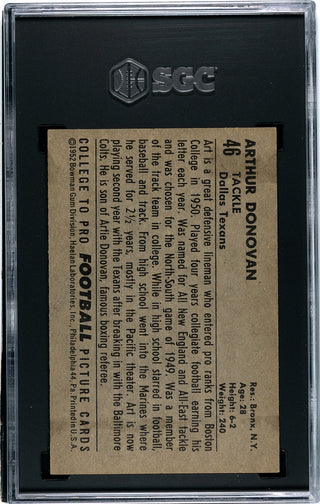 SGC
ARTHUR DONOVAN
46
TACKLE
Dallas Texans
Res: Bronx, N.Y.
Age: 28
Height: 6-2
Weight: 240
Art is a great defensive lineman who entered pro ranks from Boston
College in 1950. Played four years collegiate football earning his
letter each year. Was named for All New England and All-East tackle
and was chosen for the North-South game of 1949. Was a member
of the track team in College. While in high school starred in football,
baseball and track. From high school went into the Marines where
he served for 2½ years, mostly in the Pacific theater. Art is now
playing second year with the Texans after breaking in with the Baltimore
Colts. He is son of Artie Donovan famous boxing referee.
COLLEGE TO PRO FOOTBALL PICTURE CARDS
©1952 Bowman Gum Division, Haelan Laboratories, Inc., Philadelphia 44, Pa. Printed in U.S.A.